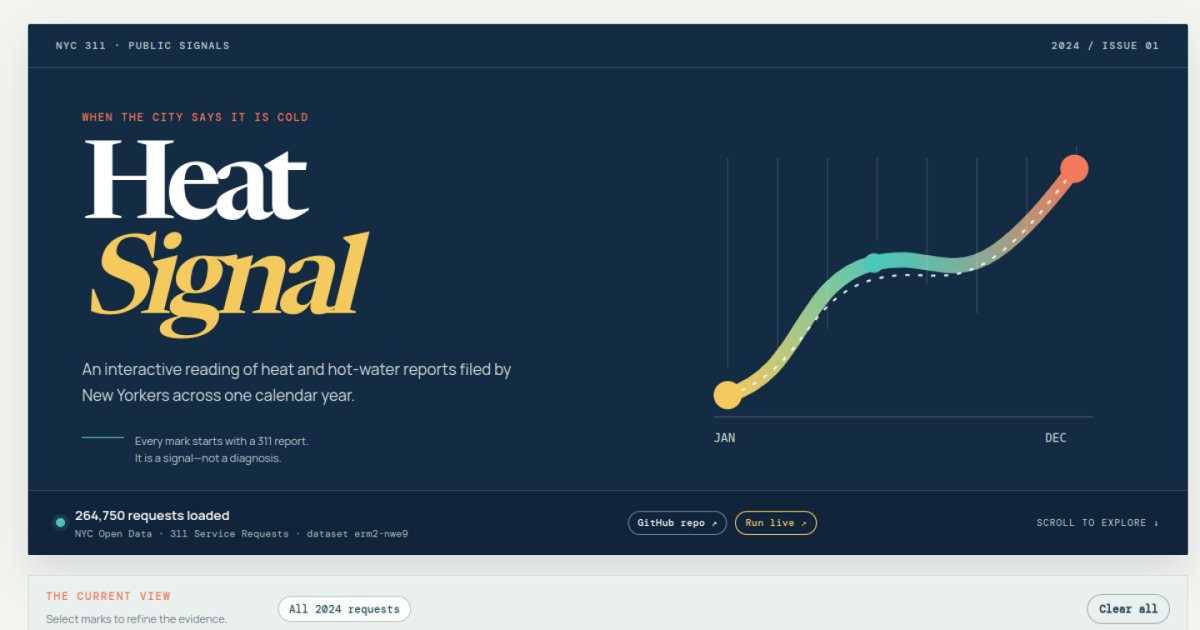 NYC 311 · PUBLIC SIGNALS
2024 / ISSUE 01
WHEN THE CITY SAYS IT IS COLD
Heat
Signal
An interactive reading of heat and hot-water reports filed by
New Yorkers across one calendar year.
Every mark starts with a 311 report.
It is a signal—not a diagnosis.
JAN
DEC
264,750 requests loaded
NYC Open Data · 311 Service Requests · dataset erm2-nwe9
GitHub repo ↗
Run live ↗
SCROLL TO EXPLORE ↓
THE CURRENT VIEW
Select marks to refine the evidence.
All 2024 requests
Clear all